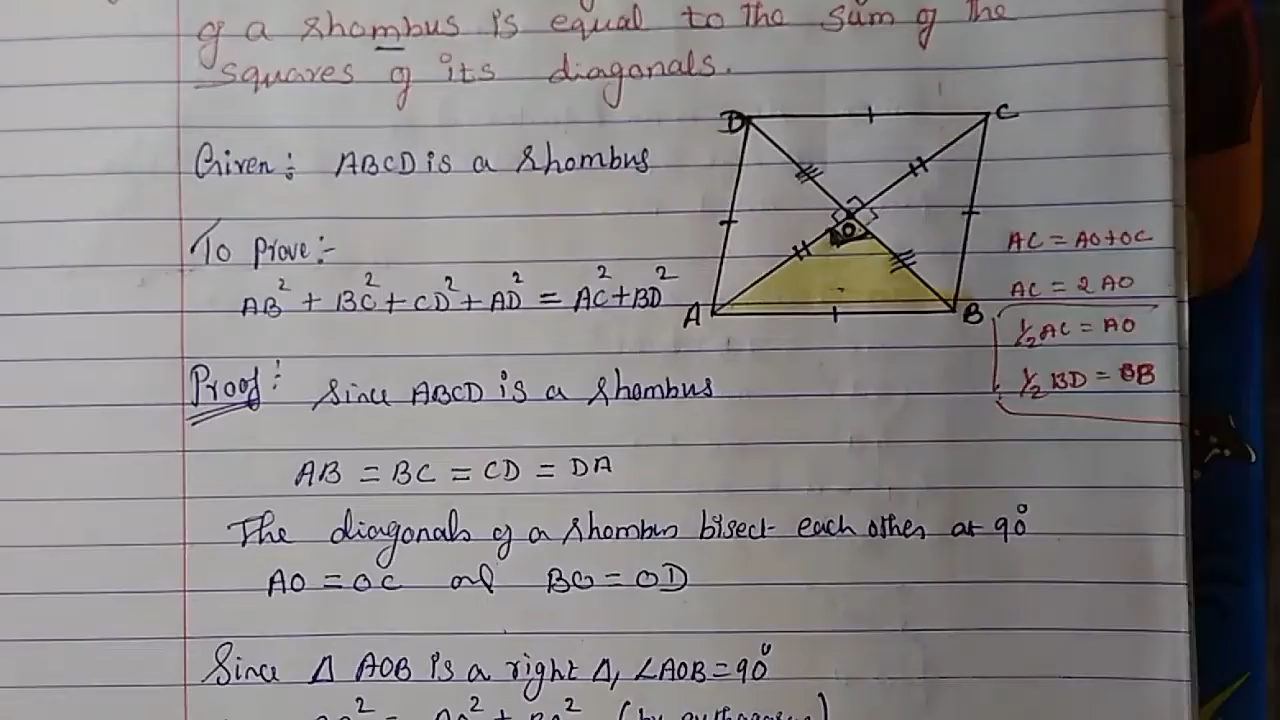 of a rhombus is equal to the sum of the
squares of its diagonals.
Given: ABCD is a rhombus
To Prove:-
AB² + BC² + CD² + AD² = AC² + BD²
D C
O
A B
AC = AO+OC
AC = 2 AO
1/2 AC = AO
1/2 BD = OB
Proof: Since ABCD is a rhombus
AB = BC = CD = DA
The diagonals of a rhombus bisect each other at 90°
AO = OC and BO = OD
Since Δ AOB is a right Δ, ∠AOB = 90°